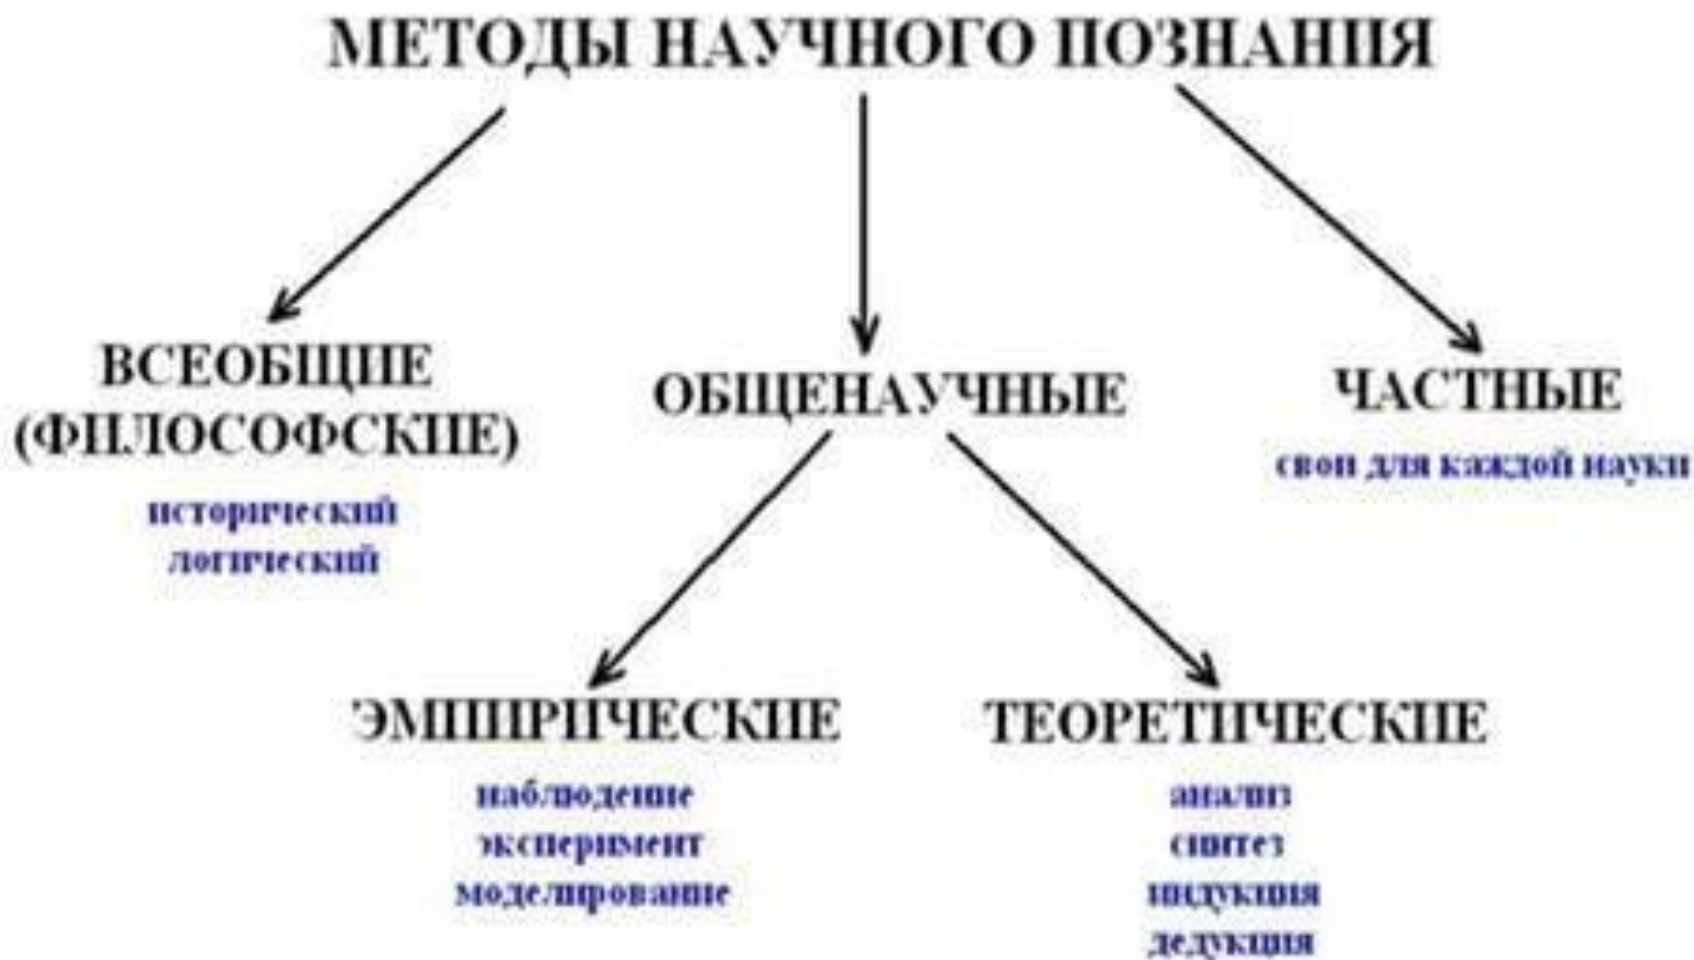 МЕТОДЫ НАУЧНОГО ПОЗНАНИЯ
ВСЕОБЩИЕ
(ФИЛОСОФСКИЕ)
исторический
логический
ОБЩЕНАУЧНЫЕ
ЧАСТНЫЕ
свои для каждой науки
ЭМПИРИЧЕСКИЕ
наблюдение
эксперимент
моделирование
ТЕОРЕТИЧЕСКИЕ
анализ
синтез
индукция
дедукция